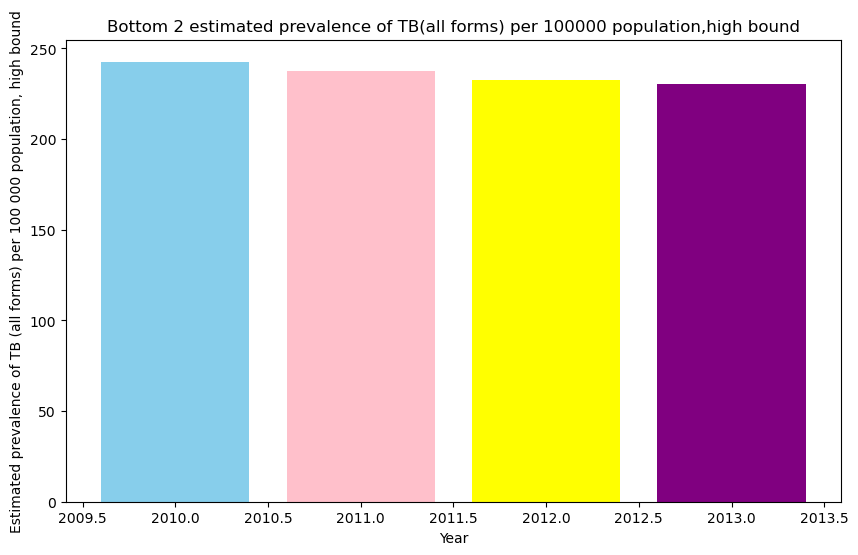 Bottom 2 estimated prevalence of TB(all forms) per 100000 population,high bound
Estimated prevalence of TB (all forms) per 100 000 population, high bound
250
200
150
100
50
0
2009.5 2010.0 2010.5 2011.0 2011.5 2012.0 2012.5 2013.0 2013.5
Year